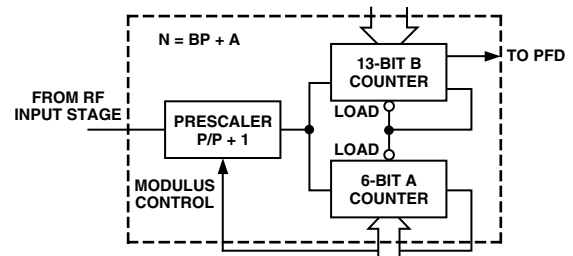 N = BP + A
13-BIT B
COUNTER
TO PFD
FROM RF
INPUT STAGE
PRESCALER
P/P + 1
LOAD
LOAD
MODULUS
CONTROL
6-BIT A
COUNTER